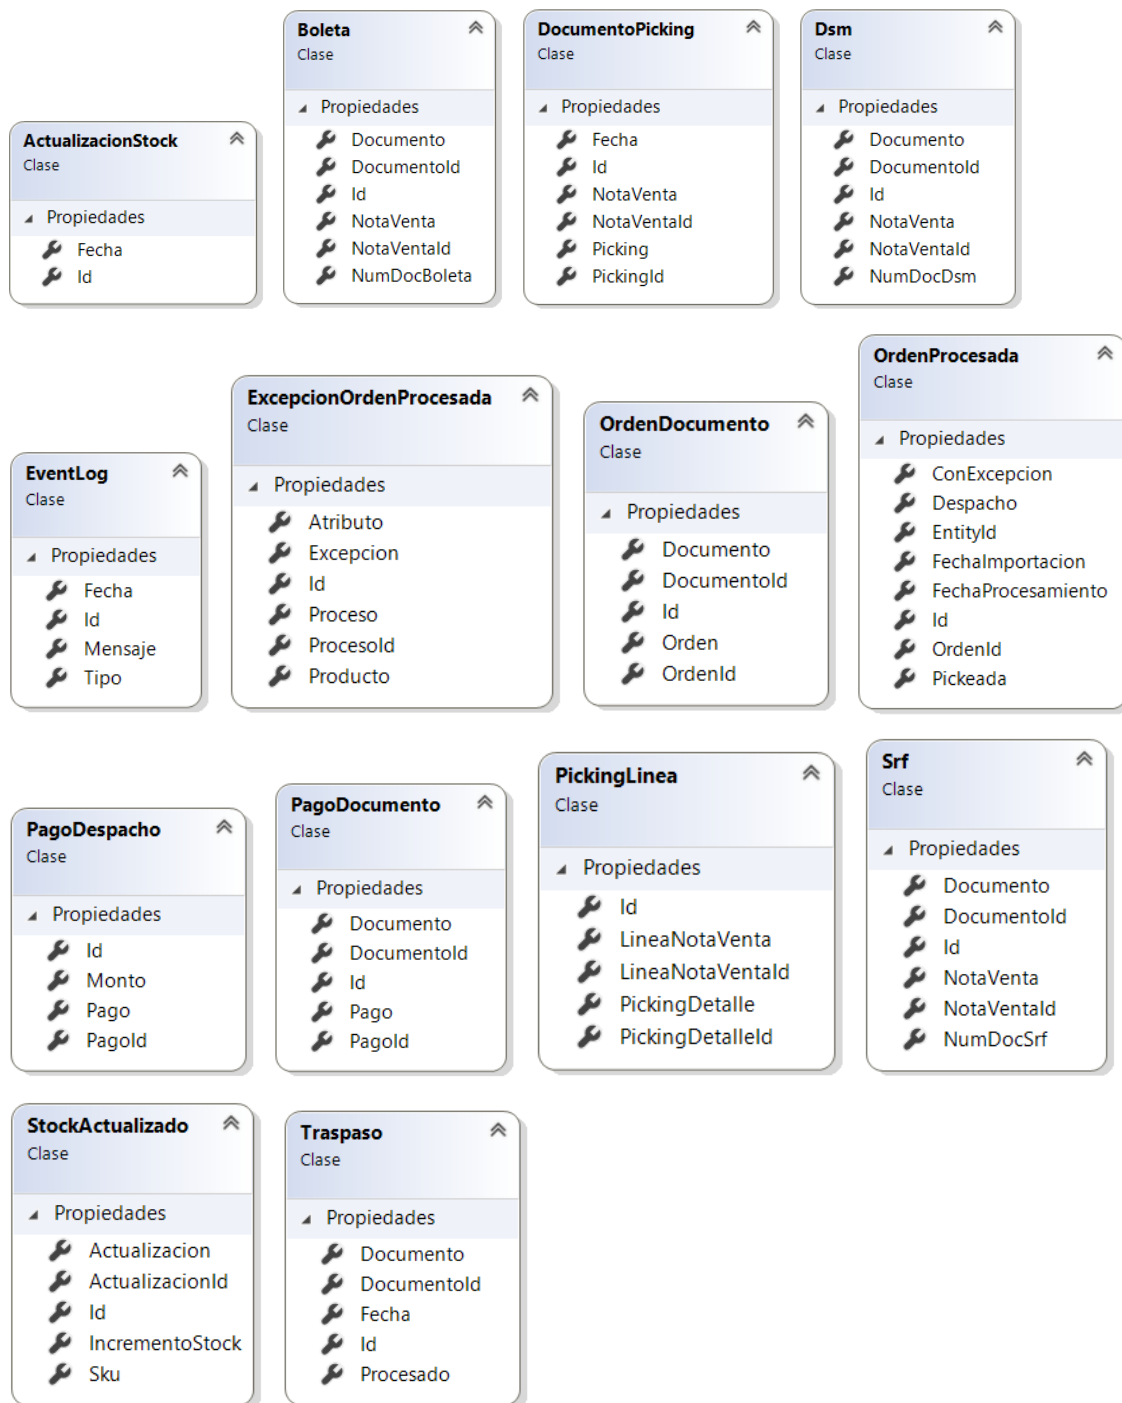 Boleta
Clase
Propiedades
Documento
DocumentoId
Id
NotaVenta
NotaVentaId
NumDocBoleta
DocumentoPicking
Clase
Propiedades
Fecha
Id
NotaVenta
NotaVentaId
Picking
PickingId
Dsm
Clase
Propiedades
Documento
DocumentoId
Id
NotaVenta
NotaVentaId
NumDocDsm
ActualizacionStock
Clase
Propiedades
Fecha
Id
OrdenProcesada
Clase
Propiedades
ConExcepcion
Despacho
EntityId
FechaImportacion
FechaProcesamiento
Id
OrdenId
Pickeada
ExcepcionOrdenProcesada
Clase
Propiedades
Atributo
Excepcion
Id
Proceso
ProcesoId
Producto
OrdenDocumento
Clase
Propiedades
Documento
DocumentoId
Id
Orden
OrdenId
EventLog
Clase
Propiedades
Fecha
Id
Mensaje
Tipo
PagoDespacho
Clase
Propiedades
Id
Monto
Pago
PagoId
PagoDocumento
Clase
Propiedades
Documento
DocumentoId
Id
Pago
PagoId
PickingLinea
Clase
Propiedades
Id
LineaNotaVenta
LineaNotaVentaId
PickingDetalle
PickingDetalleId
Srf
Clase
Propiedades
Documento
DocumentoId
Id
NotaVenta
NotaVentaId
NumDocSrf
StockActualizado
Clase
Propiedades
Actualizacion
ActualizacionId
Id
IncrementoStock
Sku
Traspaso
Clase
Propiedades
Documento
DocumentoId
Fecha
Id
Procesado